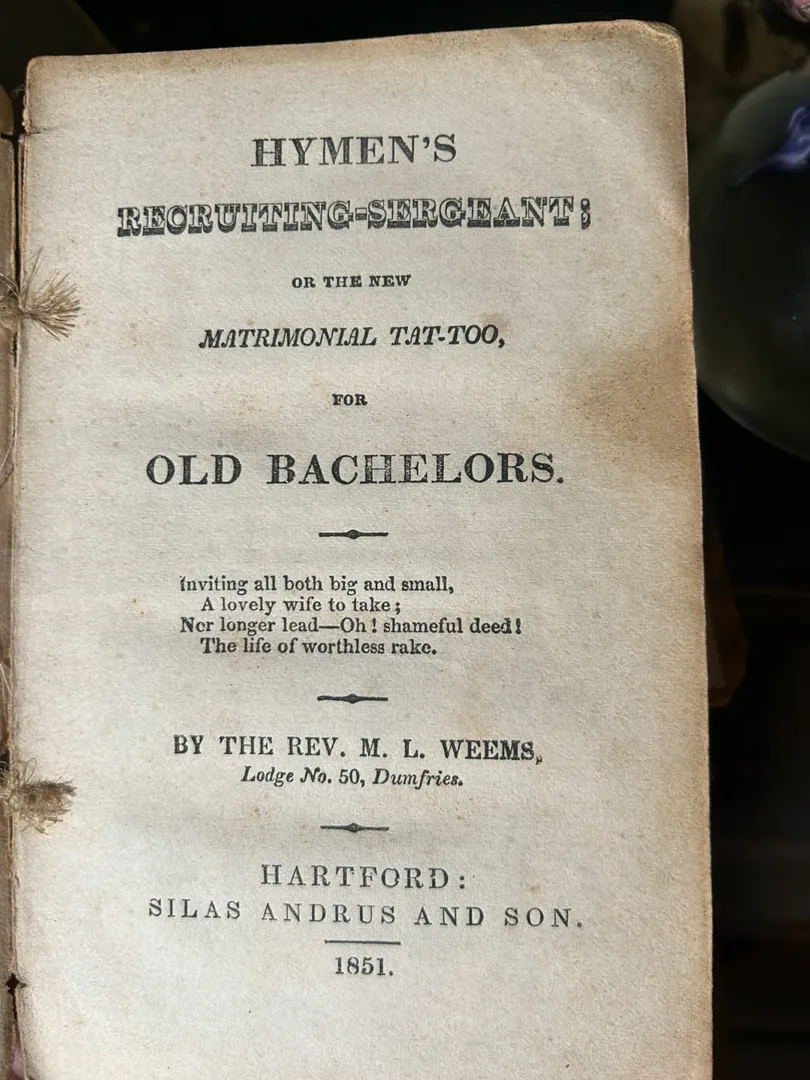 HYMEN'S
RECRUITING-SERGEANT;
OR THE NEW
MATRIMONIAL TAT-TOO,
FOR
OLD BACHELORS.
Inviting all both big and small,
A lovely wife to take;
Nor longer lead—Oh! shameful deed!
The life of worthless rake.
BY THE REV. M. L. WEEMS,
Lodge No. 50, Dumfries.
HARTFORD:
SILAS ANDRUS AND SON.
1851.